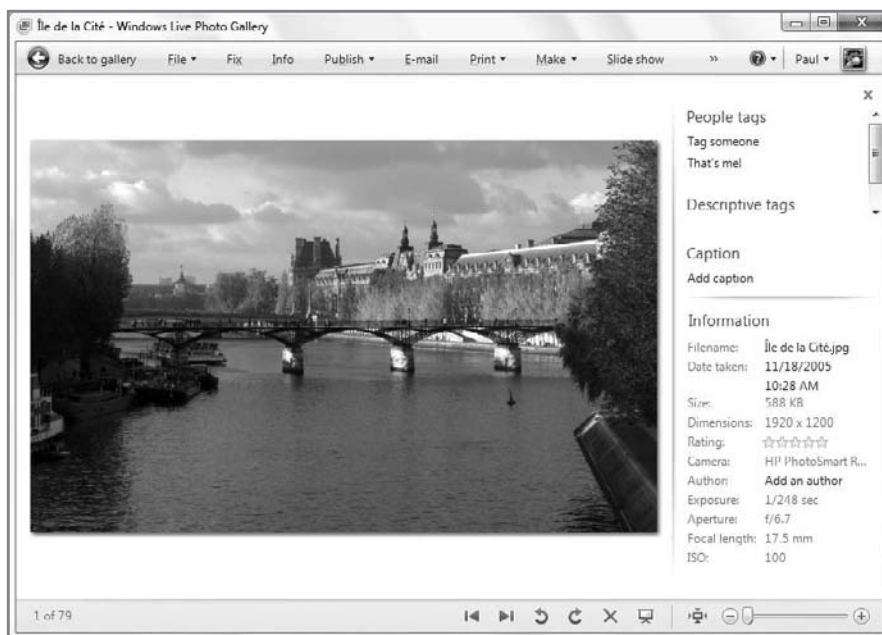 Île de la Cité - Windows Live Photo Gallery
Back to gallery File Fix Info Publish E-mail Print Make Slide show » Paul
People tags
Tag someone
That's me!
Descriptive tags
Caption
Add caption
Information
Filename: Île de la Cité.jpg
Date taken: 11/18/2005
10:28 AM
Size: 588 KB
Dimensions: 1920 x 1200
Rating:
Camera: HP PhotoSmart R...
Author: Add an author
Exposure: 1/248 sec
Aperture: f/6.7
Focal length: 17.5 mm
ISO: 100
1 of 79